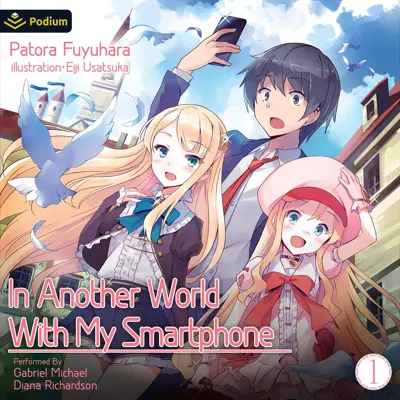 Podium
Patora Fuyuhara
illustration・Eiji Usatsuka
In Another World
With My Smartphone
1
Performed By
Gabriel Michael
Diana Richardson